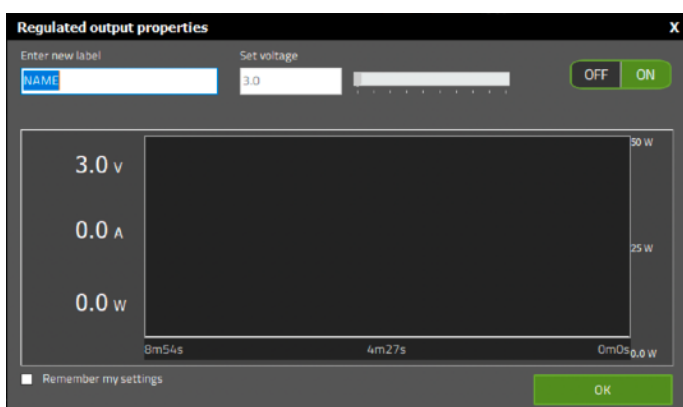 Regulated output properties X
Enter new label Set voltage
NAME 3.0 OFF ON
50 W
3.0 V
0.0 A
25 W
0.0 W
8m54s 4m27s 0m0s 0.0 W
Remember my settings
OK